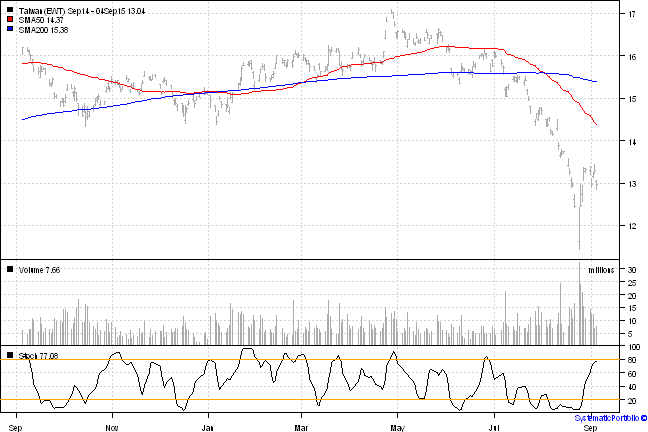 Taiwan (EWT) Sep14 - 04Sep15 13.04
SMA50 14.37
SMA200 15.38
17
16
15
14
13
12
Volume 7.66
millions
30
25
20
15
10
5
Stoch 77.08
100
80
60
40
20
Sep
Nov
Jan
Mar
May
Jul
Sep
SystematicPortfolio ©